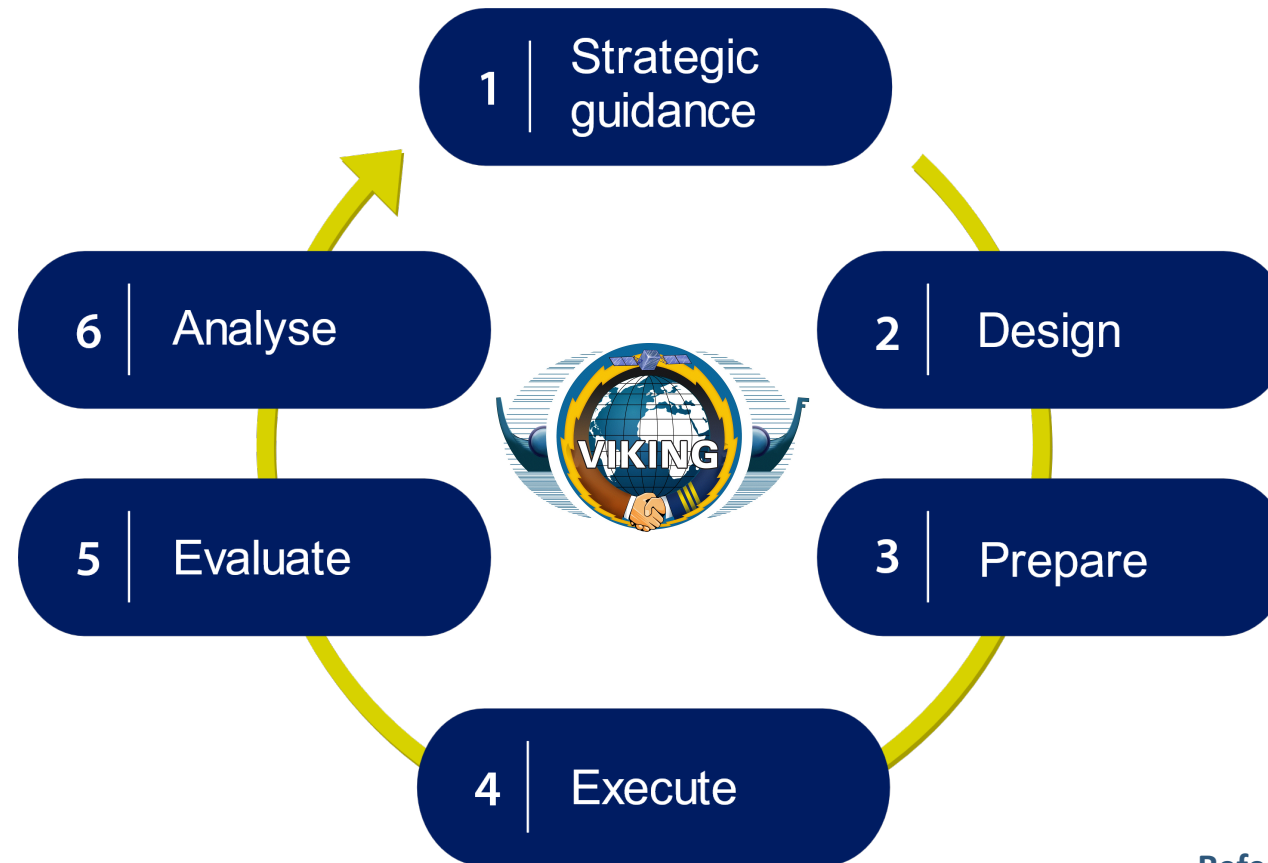 1 Strategic
guidance
2 Design
3 Prepare
4 Execute
5 Evaluate
6 Analyse
VIKING